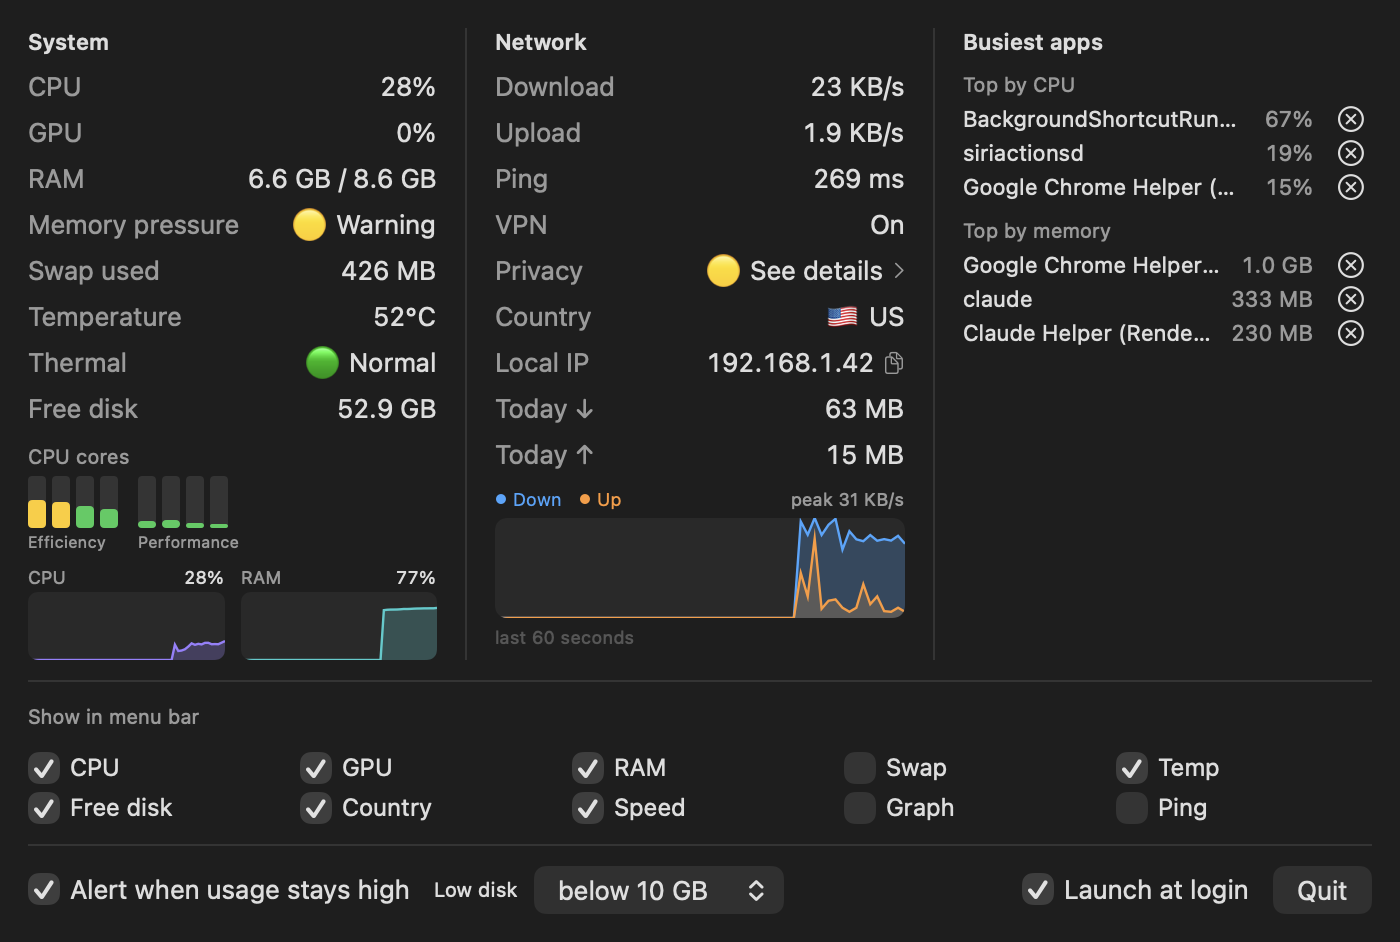 System
CPU 28%
GPU 0%
RAM 6.6 GB / 8.6 GB
Memory pressure Warning
Swap used 426 MB
Temperature 52°C
Thermal Normal
Free disk 52.9 GB
CPU cores
Efficiency Performance
CPU 28% RAM 77%
Network
Download 23 KB/s
Upload 1.9 KB/s
Ping 269 ms
VPN On
Privacy See details
Country US
Local IP 192.168.1.42
Today ↓ 63 MB
Today ↑ 15 MB
Down Up peak 31 KB/s
last 60 seconds
Busiest apps
Top by CPU
BackgroundShortcutRun... 67%
siriactionsd 19%
Google Chrome Helper (... 15%
Top by memory
Google Chrome Helper... 1.0 GB
claude 333 MB
Claude Helper (Rende... 230 MB
Show in menu bar
CPU GPU RAM Swap Temp
Free disk Country Speed Graph Ping
Alert when usage stays high Low disk below 10 GB Launch at login Quit